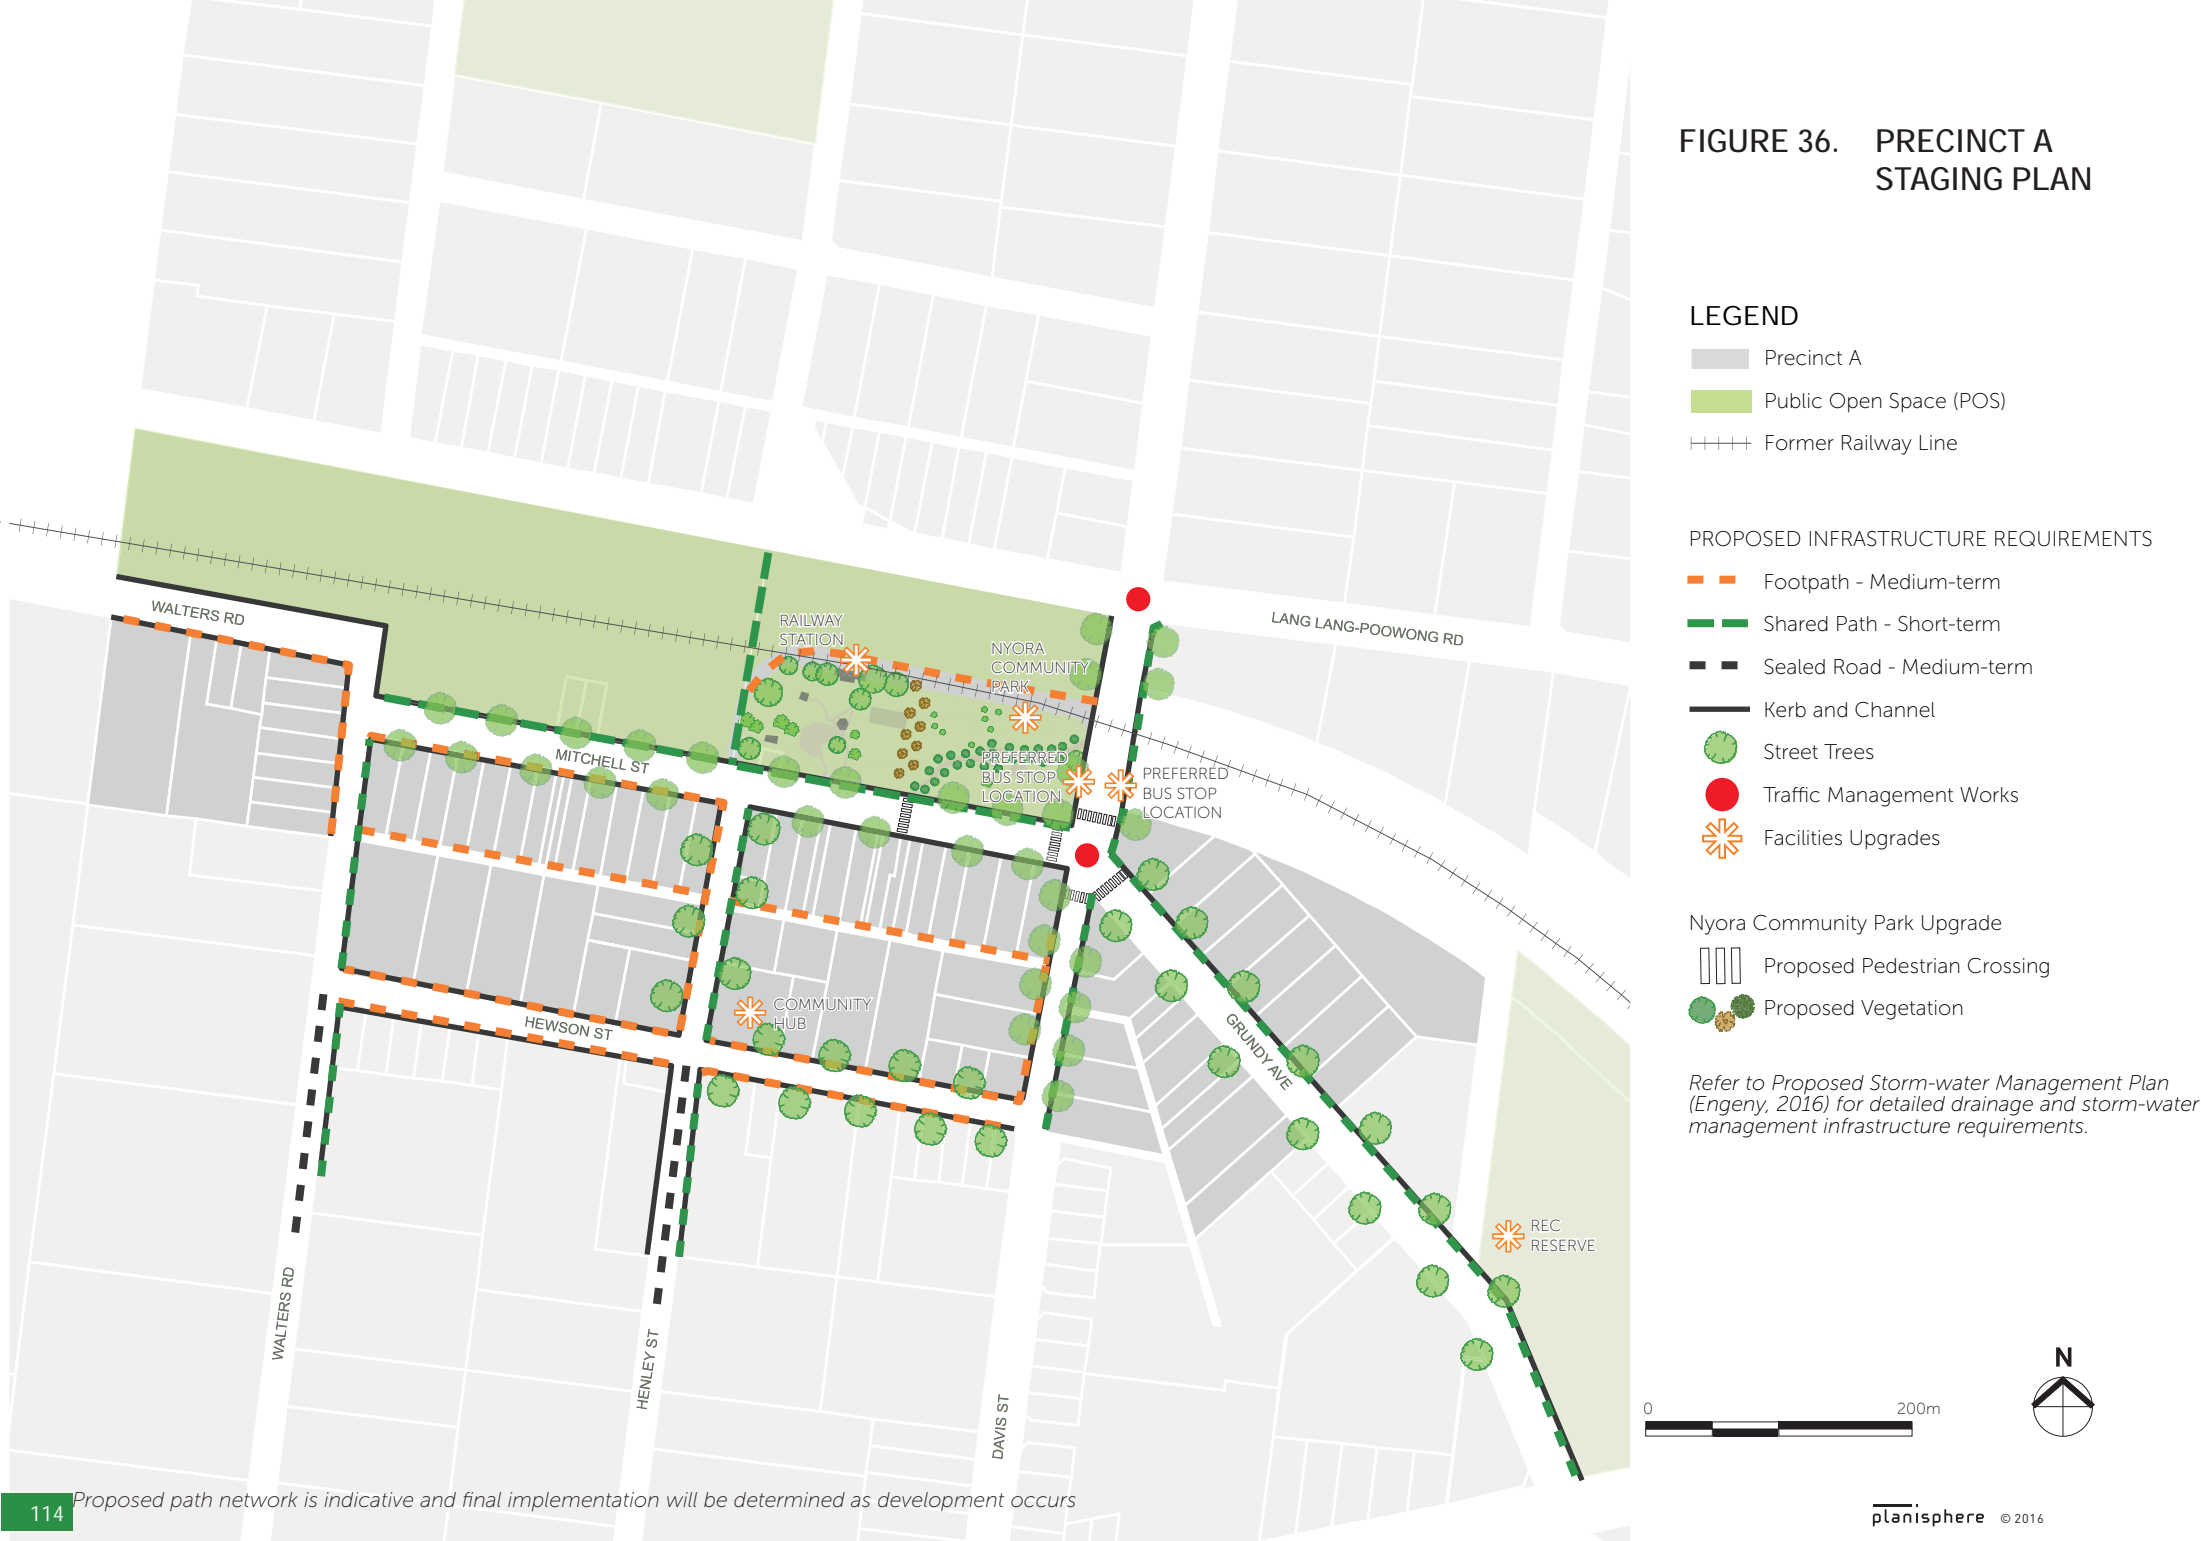 FIGURE 36. PRECINCT A
STAGING PLAN
LEGEND
Precinct A
Public Open Space (POS)
Former Railway Line
PROPOSED INFRASTRUCTURE REQUIREMENTS
Footpath - Medium-term
Shared Path - Short-term
Sealed Road - Medium-term
Kerb and Channel
Street Trees
Traffic Management Works
Facilities Upgrades
Nyora Community Park Upgrade
Proposed Pedestrian Crossing
Proposed Vegetation
Refer to Proposed Storm-water Management Plan
(Engeny, 2016) for detailed drainage and storm-water
management infrastructure requirements.
WALTERS RD
RAILWAY
STATION
NYORA
COMMUNITY
PARK
LANG LANG-POOWONG RD
MITCHELL ST
PREFERRED
BUS STOP
LOCATION
PREFERRED
BUS STOP
LOCATION
COMMUNITY
HUB
HEWSON ST
GRUNDY AVE
REC
RESERVE
WALTERS RD
HENLEY ST
DAVIS ST
N
0 200m
114
Proposed path network is indicative and final implementation will be determined as development occurs
planisphere © 2016